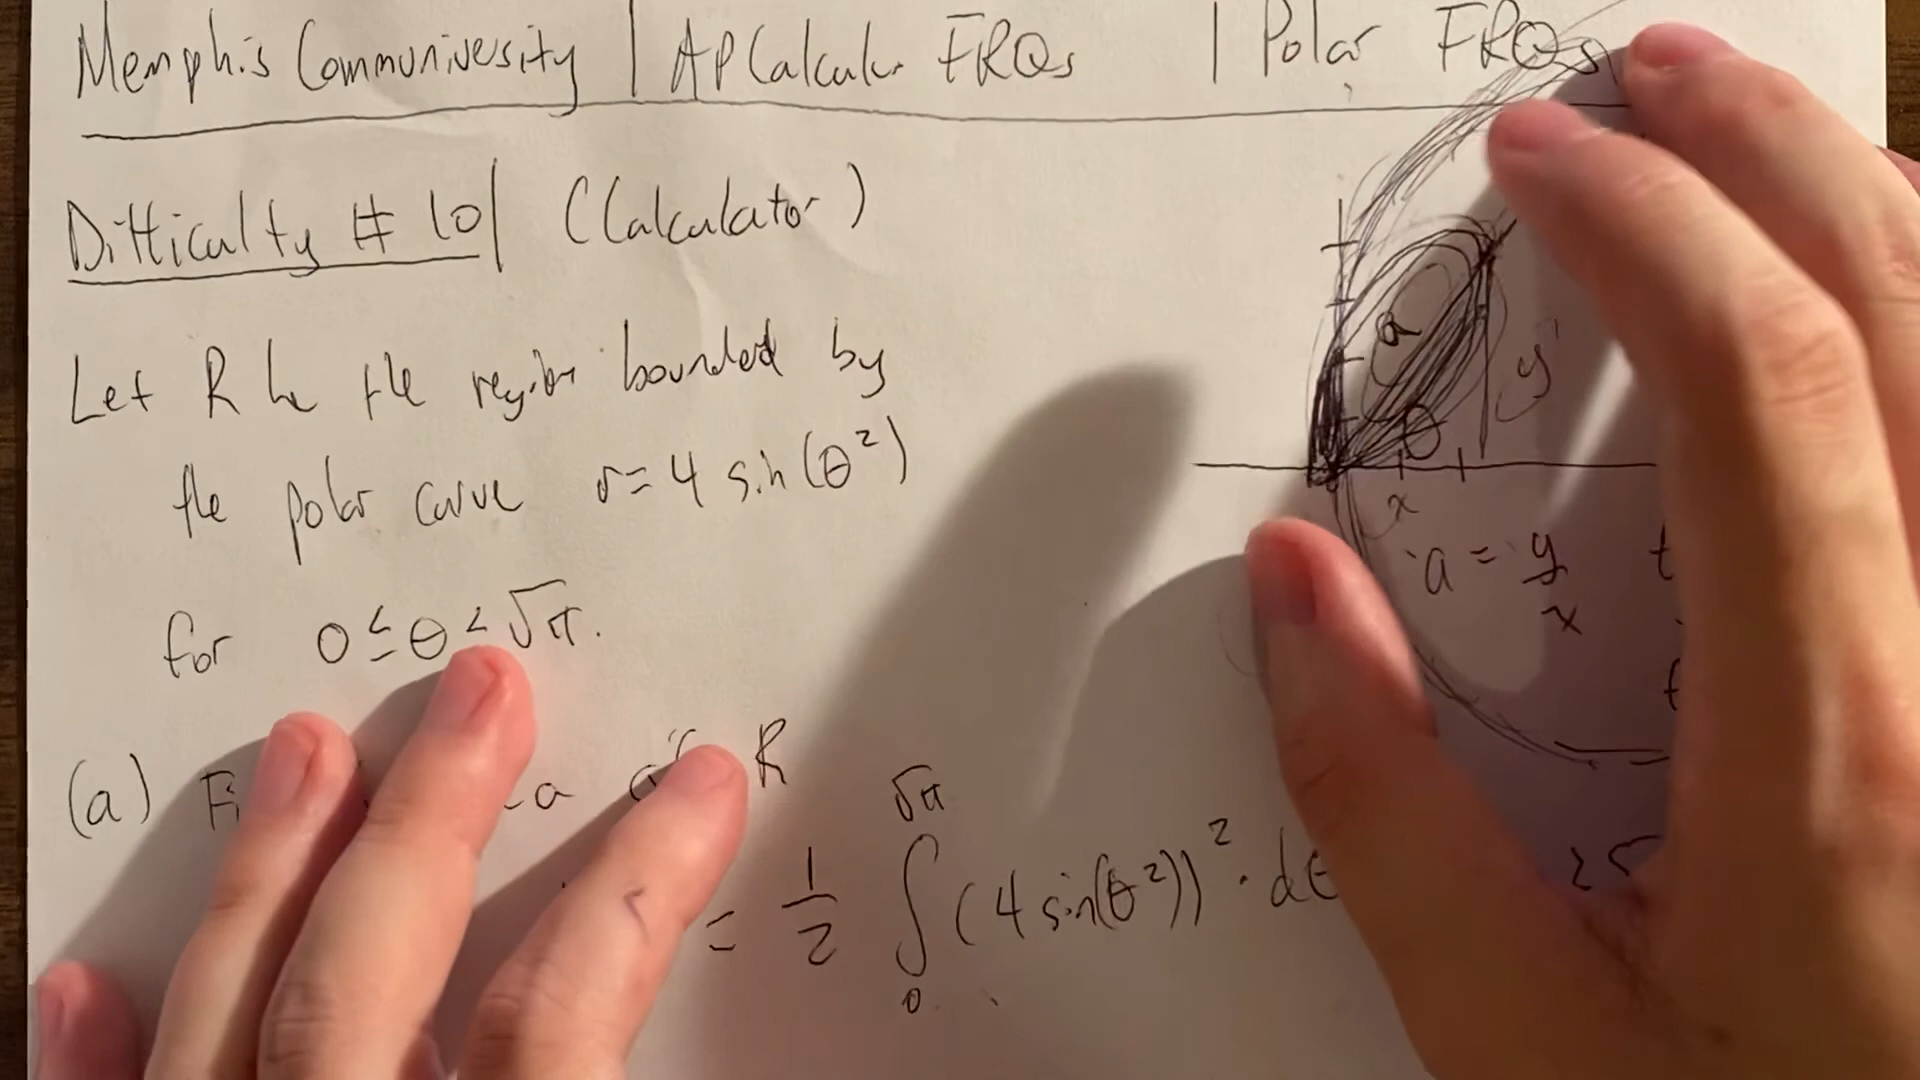 Memphis Communiversity | AP Calculus FRQs | Polar FRQs
Difficulty # 10 | (Calculator)
Let R be the region bounded by
the polar curve r = 4 sin(θ²)
for 0 ≤ θ < √π.
(a) R
= 1/2 ∫₀^√π (4 sin(θ²))² · dθ
a
y
θ
x
a = y/x